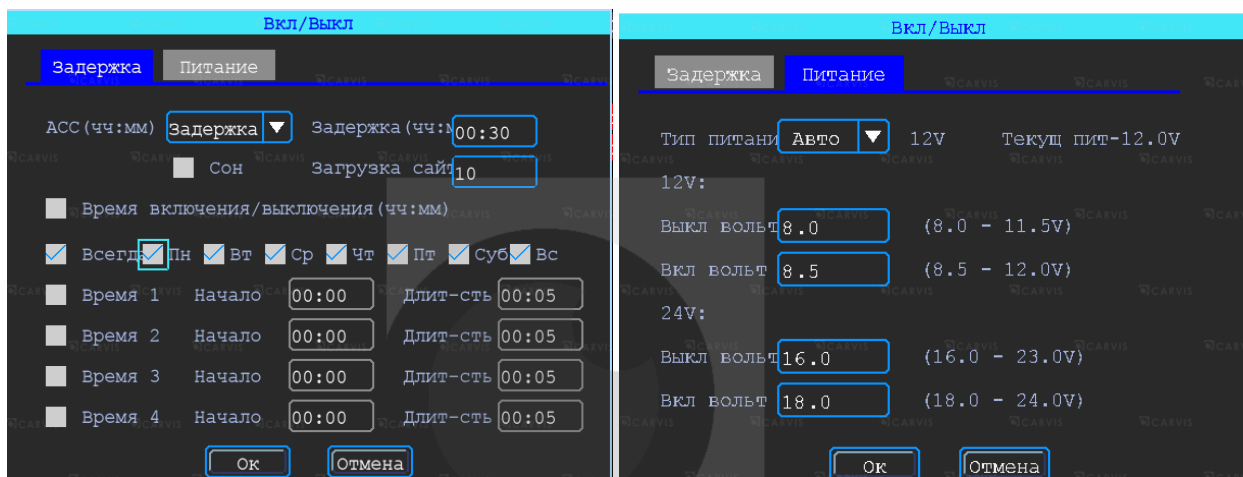 Вкл/Выкл
Задержка Питание
ACC(чч:мм) Задержка Задержка(чч: 00:30
Сон Загрузка сайт 10
Время включения/выключения(чч:мм)
Всегда Пн Вт Ср Чт Пт Суб Вс
Время 1 Начало 00:00 Длит-сть 00:05
Время 2 Начало 00:00 Длит-сть 00:05
Время 3 Начало 00:00 Длит-сть 00:05
Время 4 Начало 00:00 Длит-сть 00:05
Ок Отмена
Вкл/Выкл
Задержка Питание
Тип питани Авто 12V Текущ пит-12.0V
12V:
Выкл вольт 8.0 (8.0 - 11.5V)
Вкл вольт 8.5 (8.5 - 12.0V)
24V:
Выкл вольт 16.0 (16.0 - 23.0V)
Вкл вольт 18.0 (18.0 - 24.0V)
Ок Отмена
CARVIS